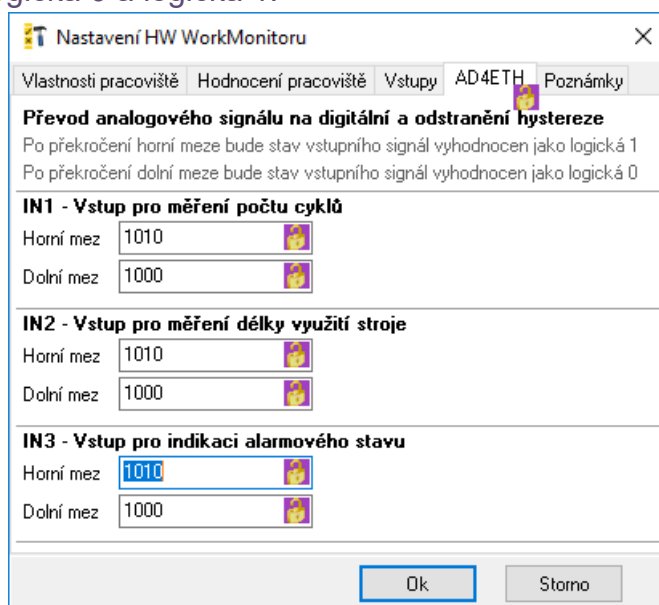 Nastavení HW WorkMonitoru
Vlastnosti pracoviště Hodnocení pracoviště Vstupy AD4ETH Poznámky
Převod analogového signálu na digitální a odstranění hystereze
Po překročení horní meze bude stav vstupního signál vyhodnocen jako logická 1
Po překročení dolní meze bude stav vstupního signál vyhodnocen jako logická 0
IN1 - Vstup pro měření počtu cyklů
Horní mez 1010
Dolní mez 1000
IN2 - Vstup pro měření délky využití stroje
Horní mez 1010
Dolní mez 1000
IN3 - Vstup pro indikaci alarmového stavu
Horní mez 1010
Dolní mez 1000
Ok Storno